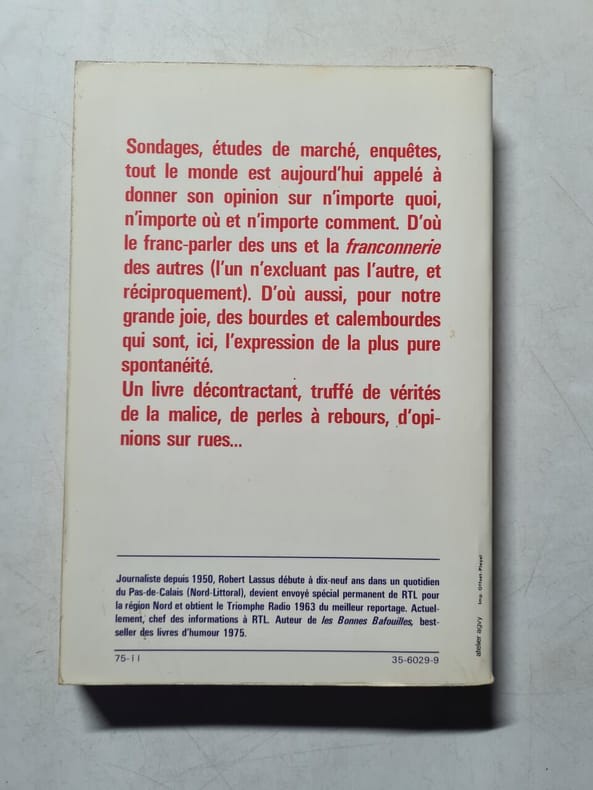 Sondages, études de marché, enquêtes,
tout le monde est aujourd'hui appelé à
donner son opinion sur n'importe quoi,
n'importe où et n'importe comment. D'où
le franc-parler des uns et la franconnerie
des autres (l'un n'excluant pas l'autre, et
réciproquement). D'où aussi, pour notre
grande joie, des bourdes et calembourdes
qui sont, ici, l'expression de la plus pure
spontanéité.
Un livre décontractant, truffé de vérités
de la malice, de perles à rebours, d'opi-
nions sur rues...
Journaliste depuis 1950, Robert Lassus débute à dix-neuf ans dans un quotidien
du Pas-de-Calais (Nord-Littoral), devient envoyé spécial permanent de RTL pour
la région Nord et obtient le Triomphe Radio 1963 du meilleur reportage. Actuel-
lement, chef des informations à RTL. Auteur de les Bonnes Bafouilles, best-
seller des livres d'humour 1975.
75-11
35-6029-9
atelier agvy Imp. Offset-Plessi